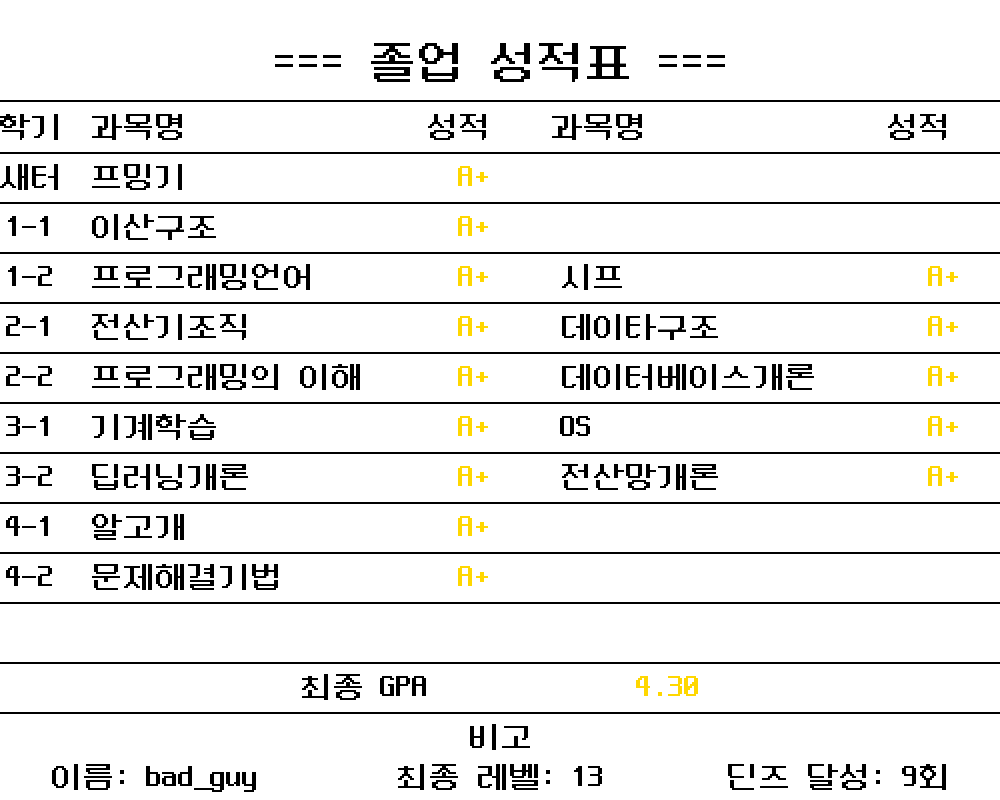 === 졸업 성적표 ===
학기 과목명 성적 과목명 성적
새터 프밍기 A+
1-1 이산구조 A+
1-2 프로그래밍언어 A+ 시프 A+
2-1 전산기조직 A+ 데이타구조 A+
2-2 프로그래밍의 이해 A+ 데이터베이스개론 A+
3-1 기계학습 A+ OS A+
3-2 딥러닝개론 A+ 전산망개론 A+
4-1 알고개 A+
4-2 문제해결기법 A+
최종 GPA 4.30
비고
이름: bad_guy 최종 레벨: 13 딘즈 달성: 9회